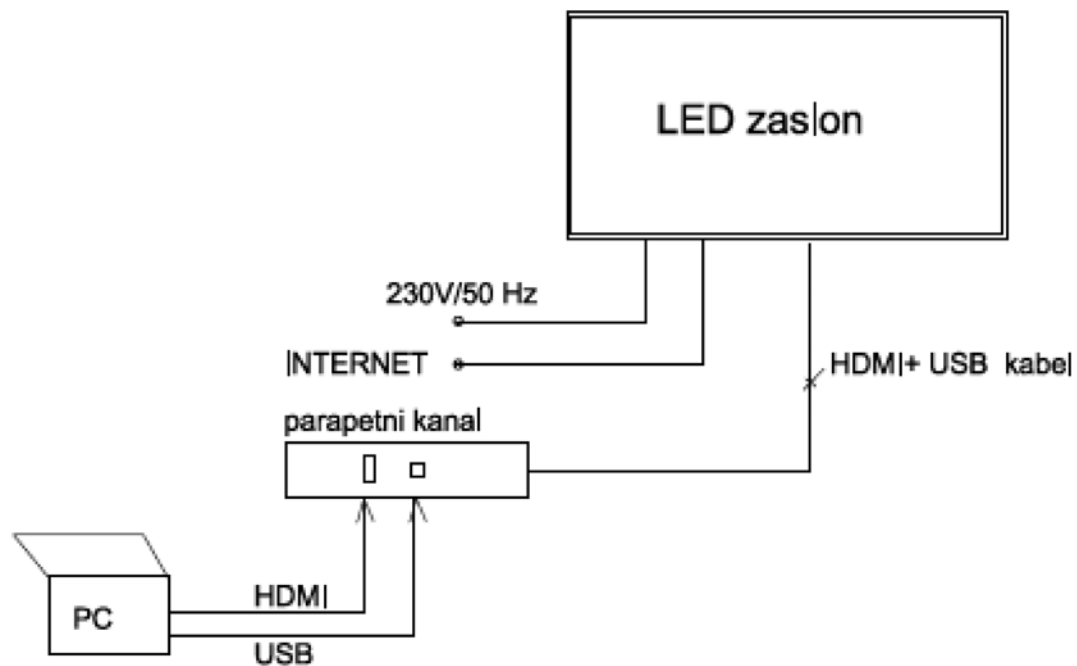 LED zaslon
230V/50 Hz
INTERNET
HDMI+ USB kabel
parapetni kanal
HDMI
PC
USB